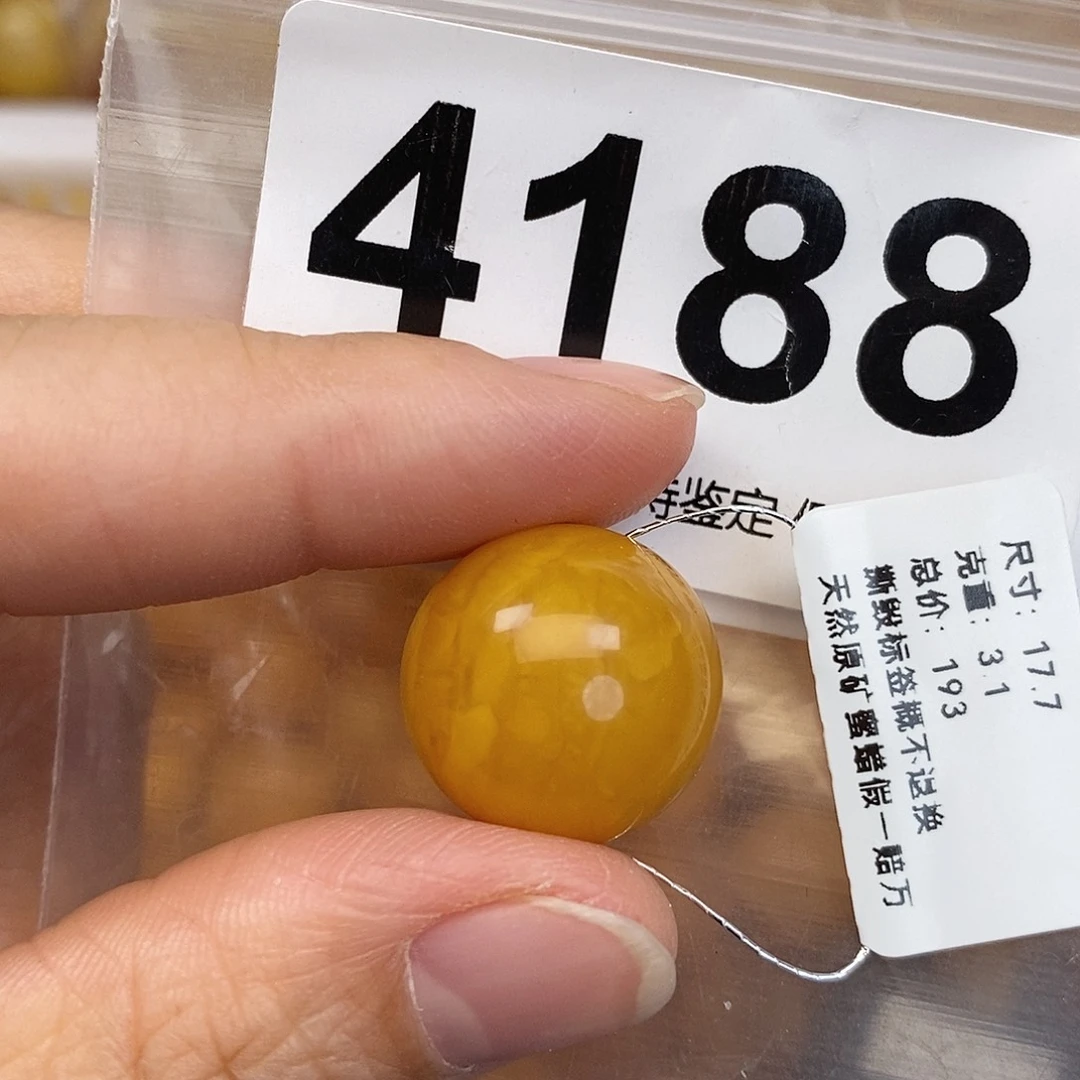 4188
持鉴定
尺寸: 17.7
克重: 3.1
总价: 193
撕毁标签概不退换
天然原矿蜜蜡假一赔万